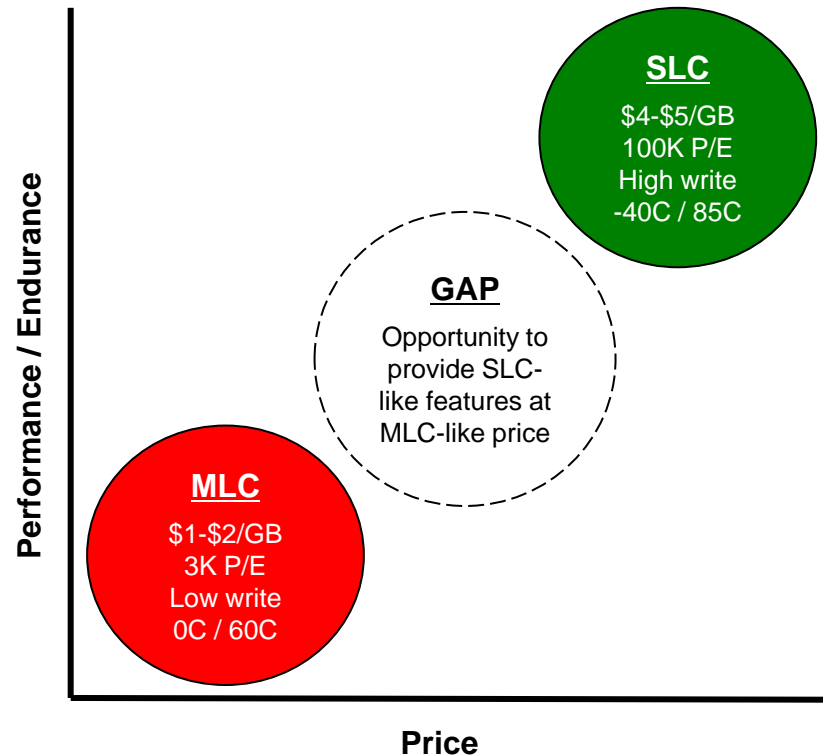 Performance / Endurance
SLC
$4-$5/GB
100K P/E
High write
-40C / 85C
GAP
Opportunity to
provide SLC-
like features at
MLC-like price
MLC
$1-$2/GB
3K P/E
Low write
0C / 60C
Price